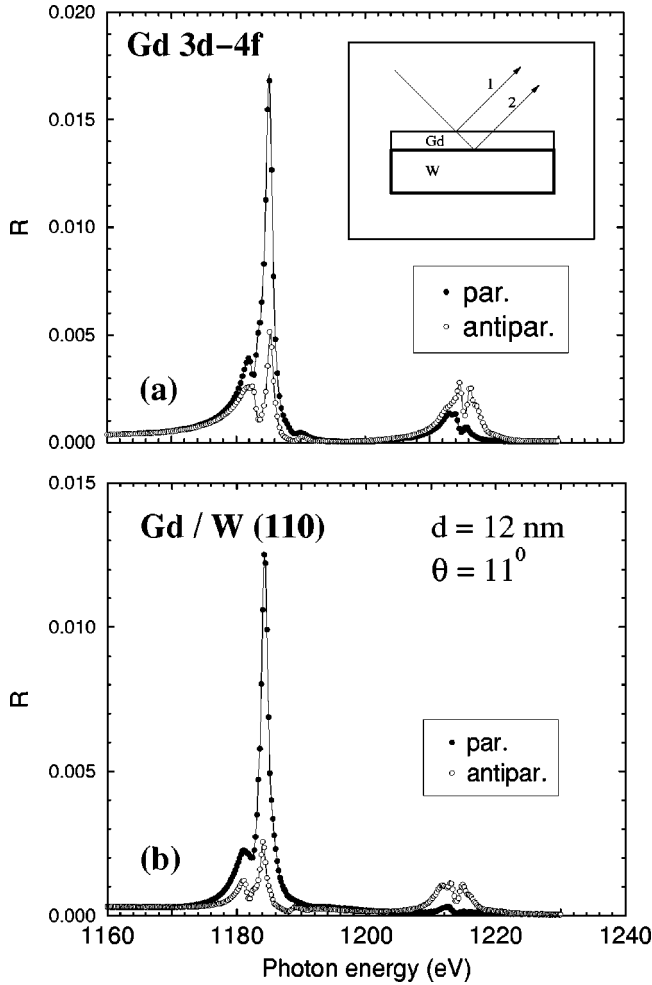 0.020
Gd 3d−4f
1
2
Gd
W
0.015
0.010
R
par.
antipar.
0.005
(a)
0.000
0.015
Gd / W (110)
d = 12 nm
θ = 11⁰
0.010
R
par.
antipar.
0.005
(b)
0.000
1160 1180 1200 1220 1240
Photon energy (eV)